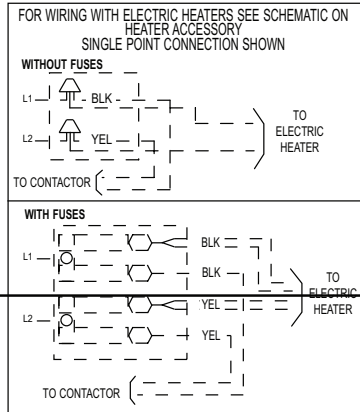 FOR WIRING WITH ELECTRIC HEATERS SEE SCHEMATIC ON
HEATER ACCESSORY
SINGLE POINT CONNECTION SHOWN
WITHOUT FUSES
L1
BLK
L2
YEL
TO CONTACTOR
TO
ELECTRIC
HEATER
WITH FUSES
L1
BLK
BLK
L2
YEL
YEL
TO
ELECTRIC
HEATER
TO CONTACTOR